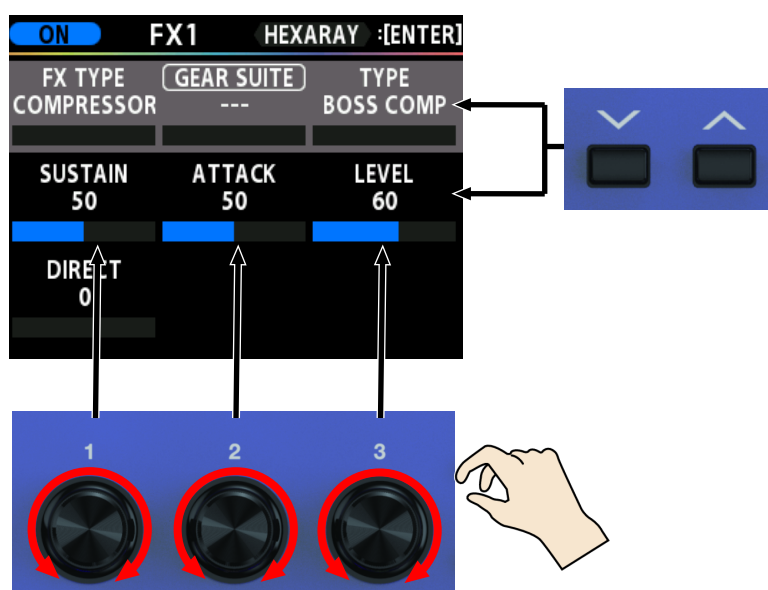 ON FX1 HEXARAY :[ENTER]
FX TYPE GEAR SUITE TYPE
COMPRESSOR --- BOSS COMP
SUSTAIN ATTACK LEVEL
50 50 60
DIRECT
0
1 2 3